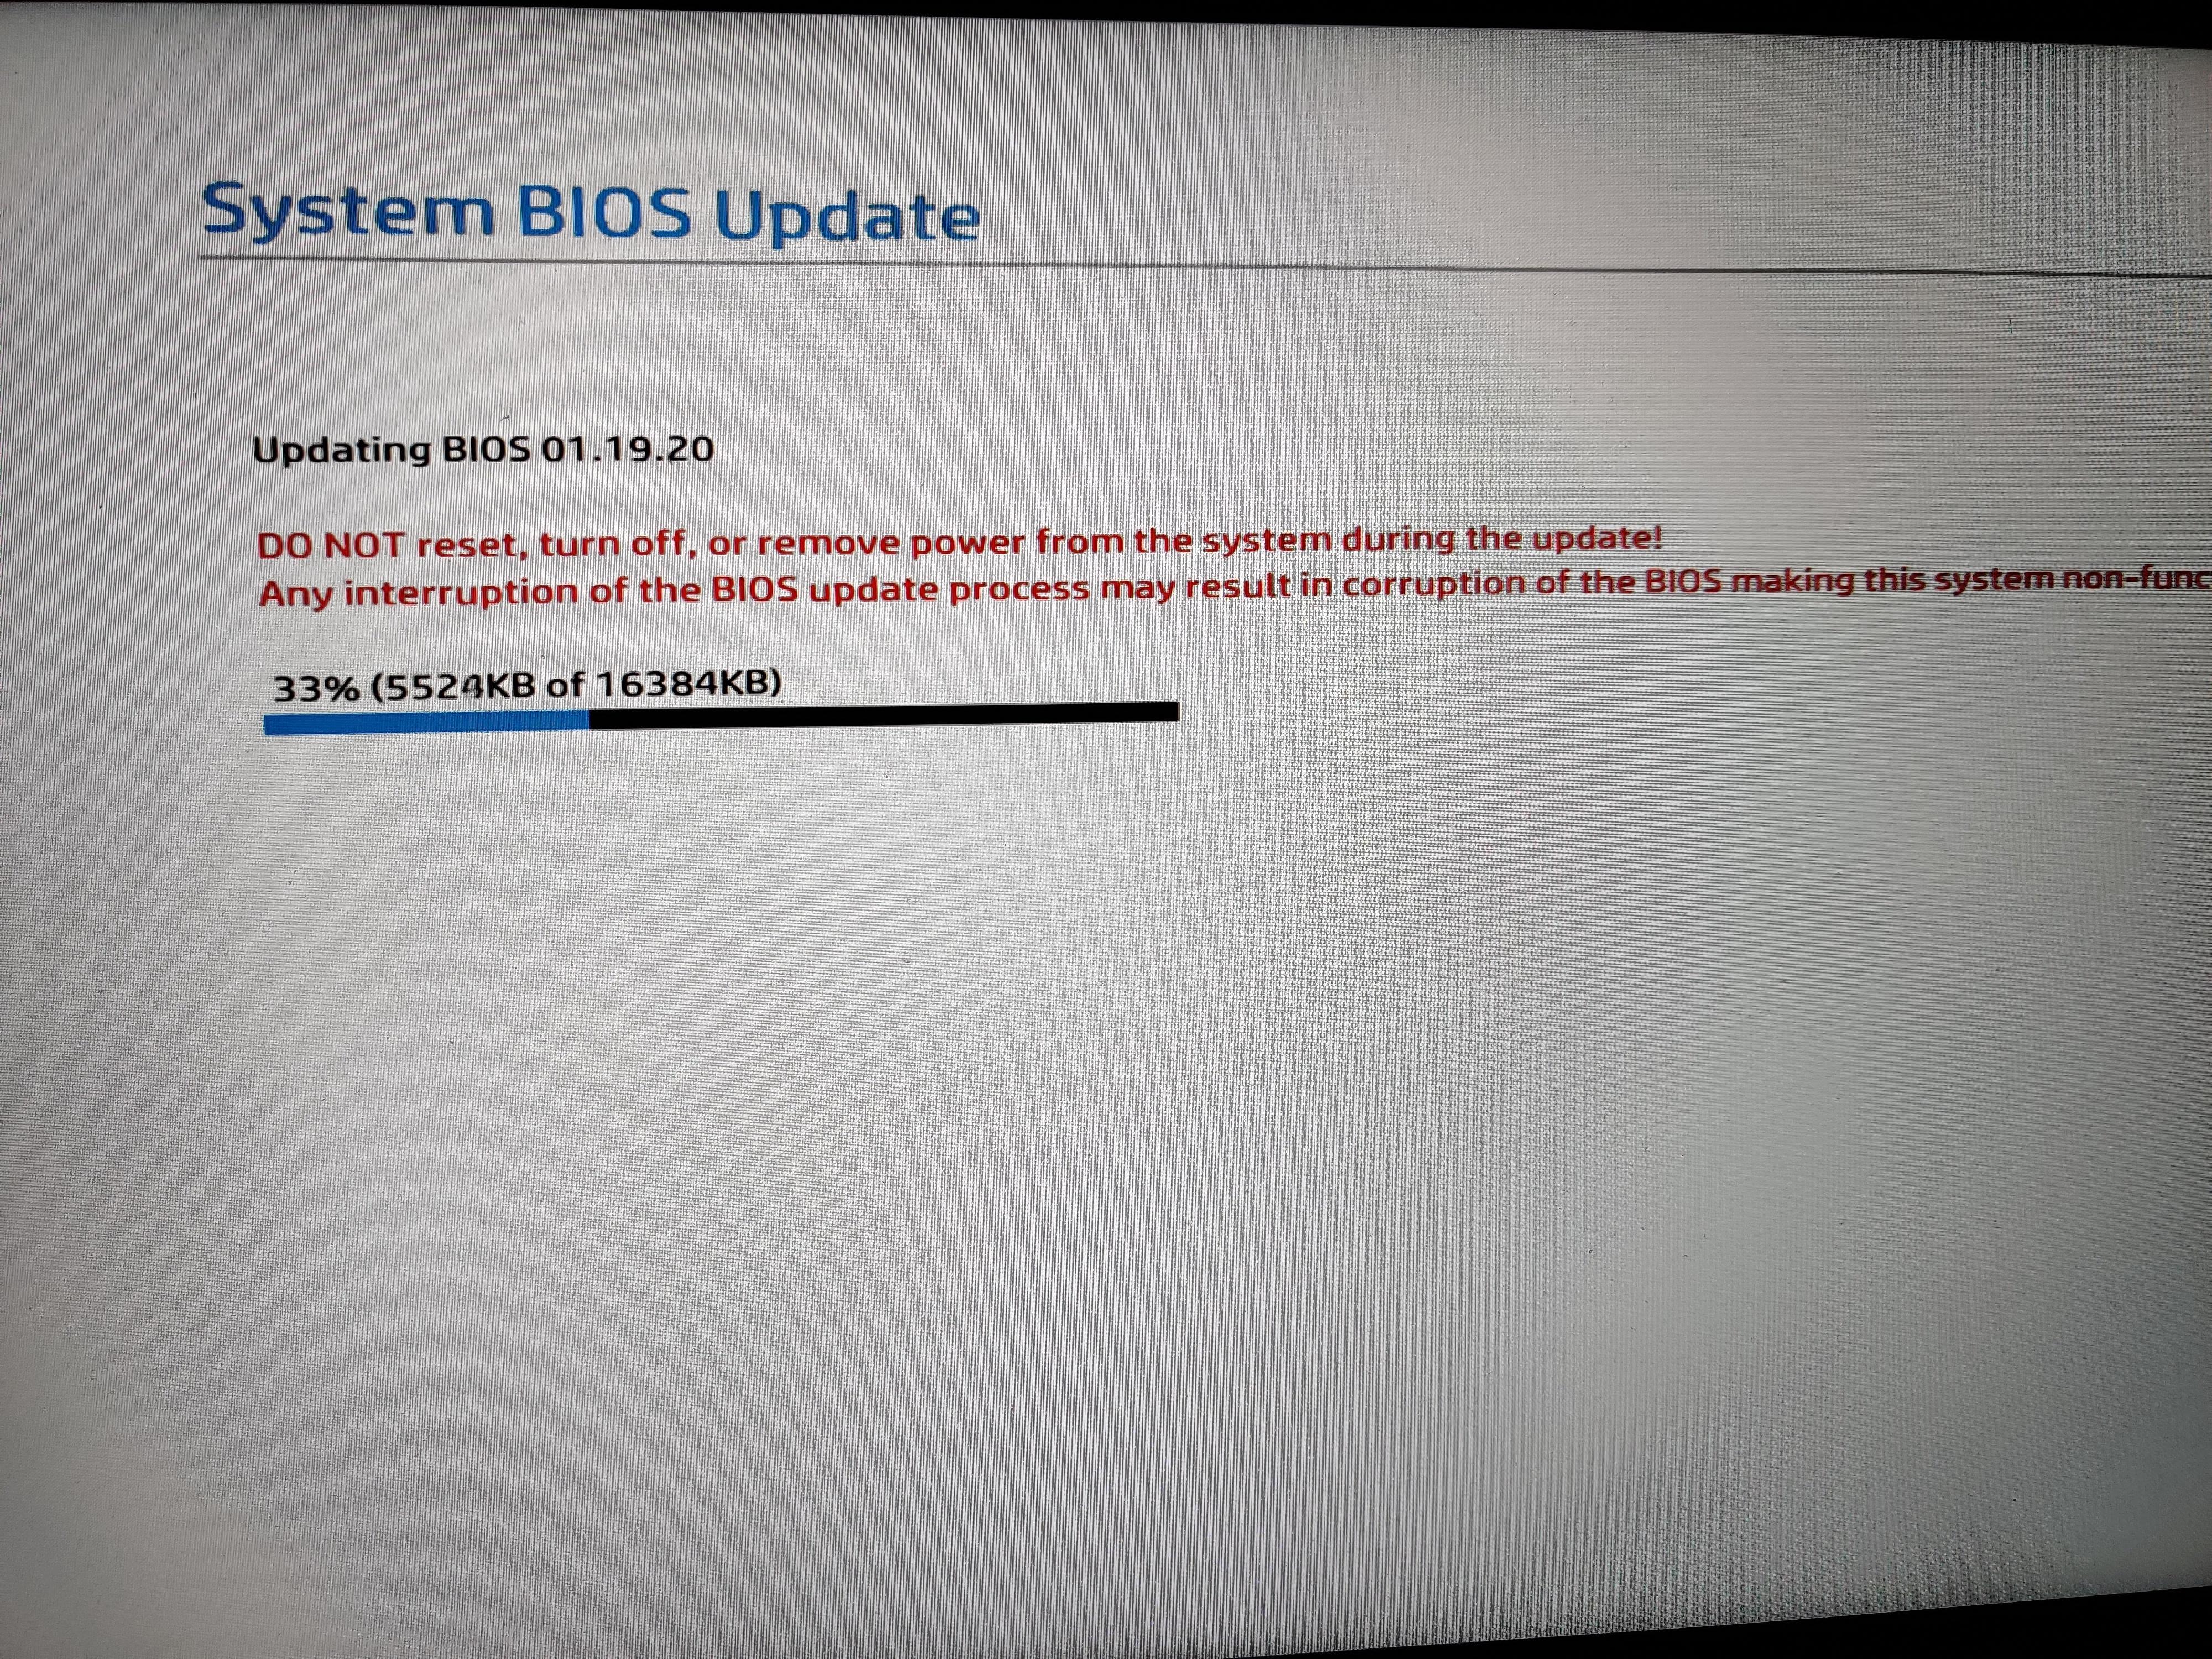 System BIOS Update
Updating BIOS 01.19.20
DO NOT reset, turn off, or remove power from the system during the update!
Any interruption of the BIOS update process may result in corruption of the BIOS making this system
33% (5524KB of 16384KB)